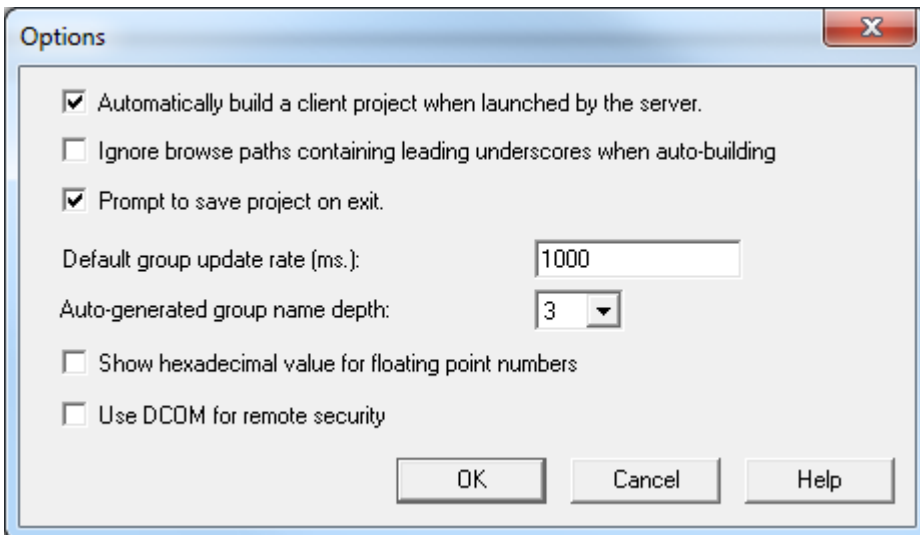 Options
Automatically build a client project when launched by the server.
Ignore browse paths containing leading underscores when auto-building
Prompt to save project on exit.
Default group update rate (ms.): 1000
Auto-generated group name depth: 3
Show hexadecimal value for floating point numbers
Use DCOM for remote security
OK Cancel Help